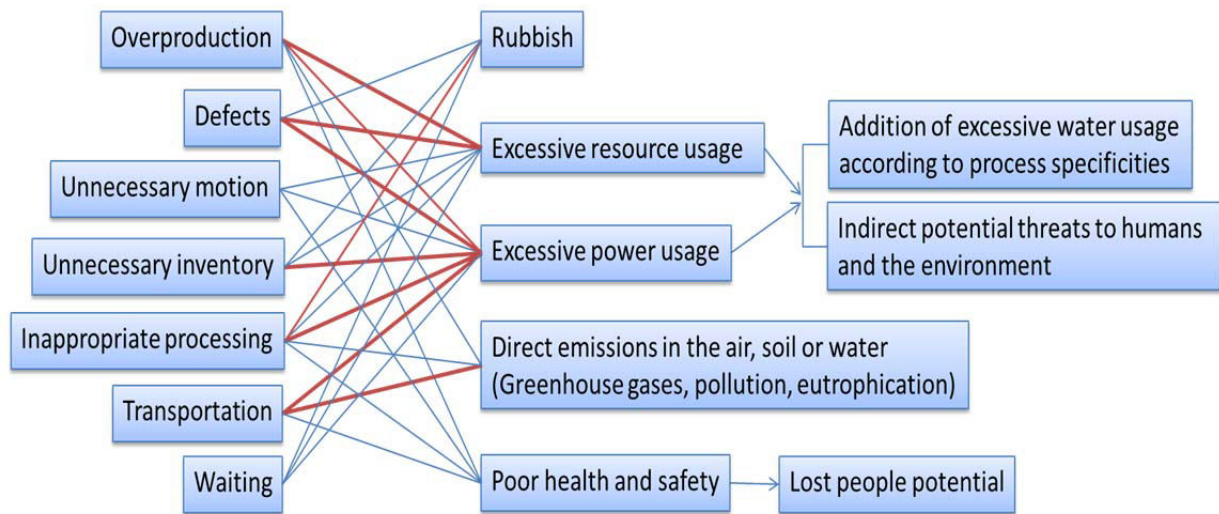 Overproduction
Defects
Unnecessary motion
Unnecessary inventory
Inappropriate processing
Transportation
Waiting
Rubbish
Excessive resource usage
Excessive power usage
Direct emissions in the air, soil or water
(Greenhouse gases, pollution, eutrophication)
Poor health and safety
Addition of excessive water usage
according to process specificities
Indirect potential threats to humans
and the environment
Lost people potential